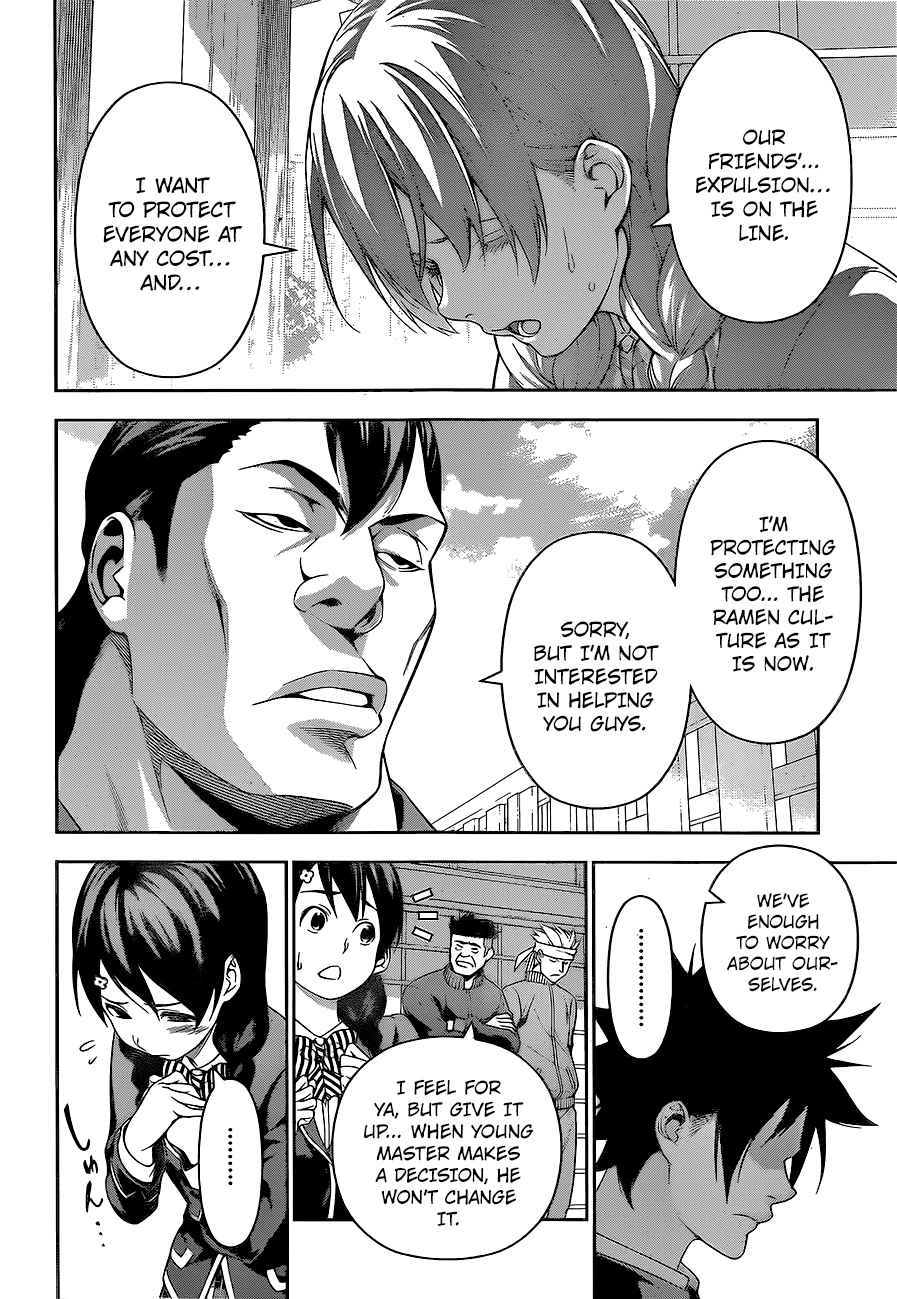 OUR
FRIENDS'...
EXPULSION...
IS ON THE
LINE.
I WANT
TO PROTECT
EVERYONE AT
ANY COST...
AND...
I'M
PROTECTING
SOMETHING
TOO... THE
RAMEN CUL-
TURE AS IT
IS NOW.
SORRY,
BUT I'M NOT
INTERESTED
IN HELPING
YOU GUYS.
WE'VE
ENOUGH
TO WORRY
ABOUT OUR-
SELVES.
.........
I FEEL FOR
YA, BUT GIVE IT
UP... WHEN YOUNG
MASTER MAKES
A DECISION, HE
WON'T CHANGE
IT.
.........
しゅん...